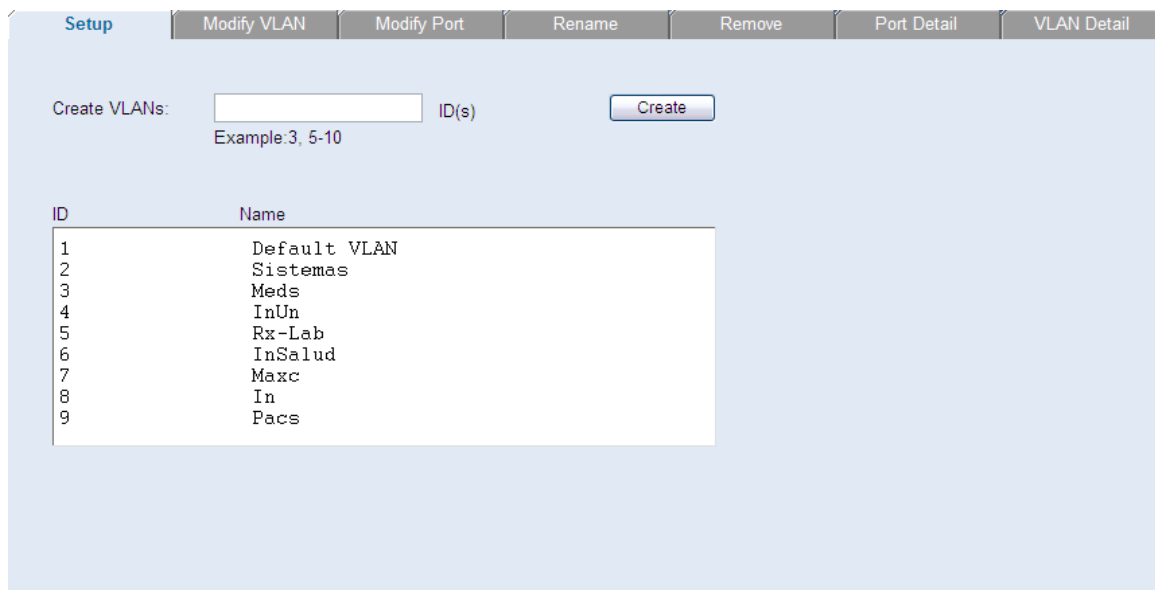 Setup Modify VLAN Modify Port Rename Remove Port Detail VLAN Detail
Create VLANs: ID(s) Create
Example:3, 5-10
ID Name
1 Default VLAN
2 Sistemas
3 Meds
4 InUn
5 Rx-Lab
6 InSalud
7 Maxc
8 In
9 Pacs